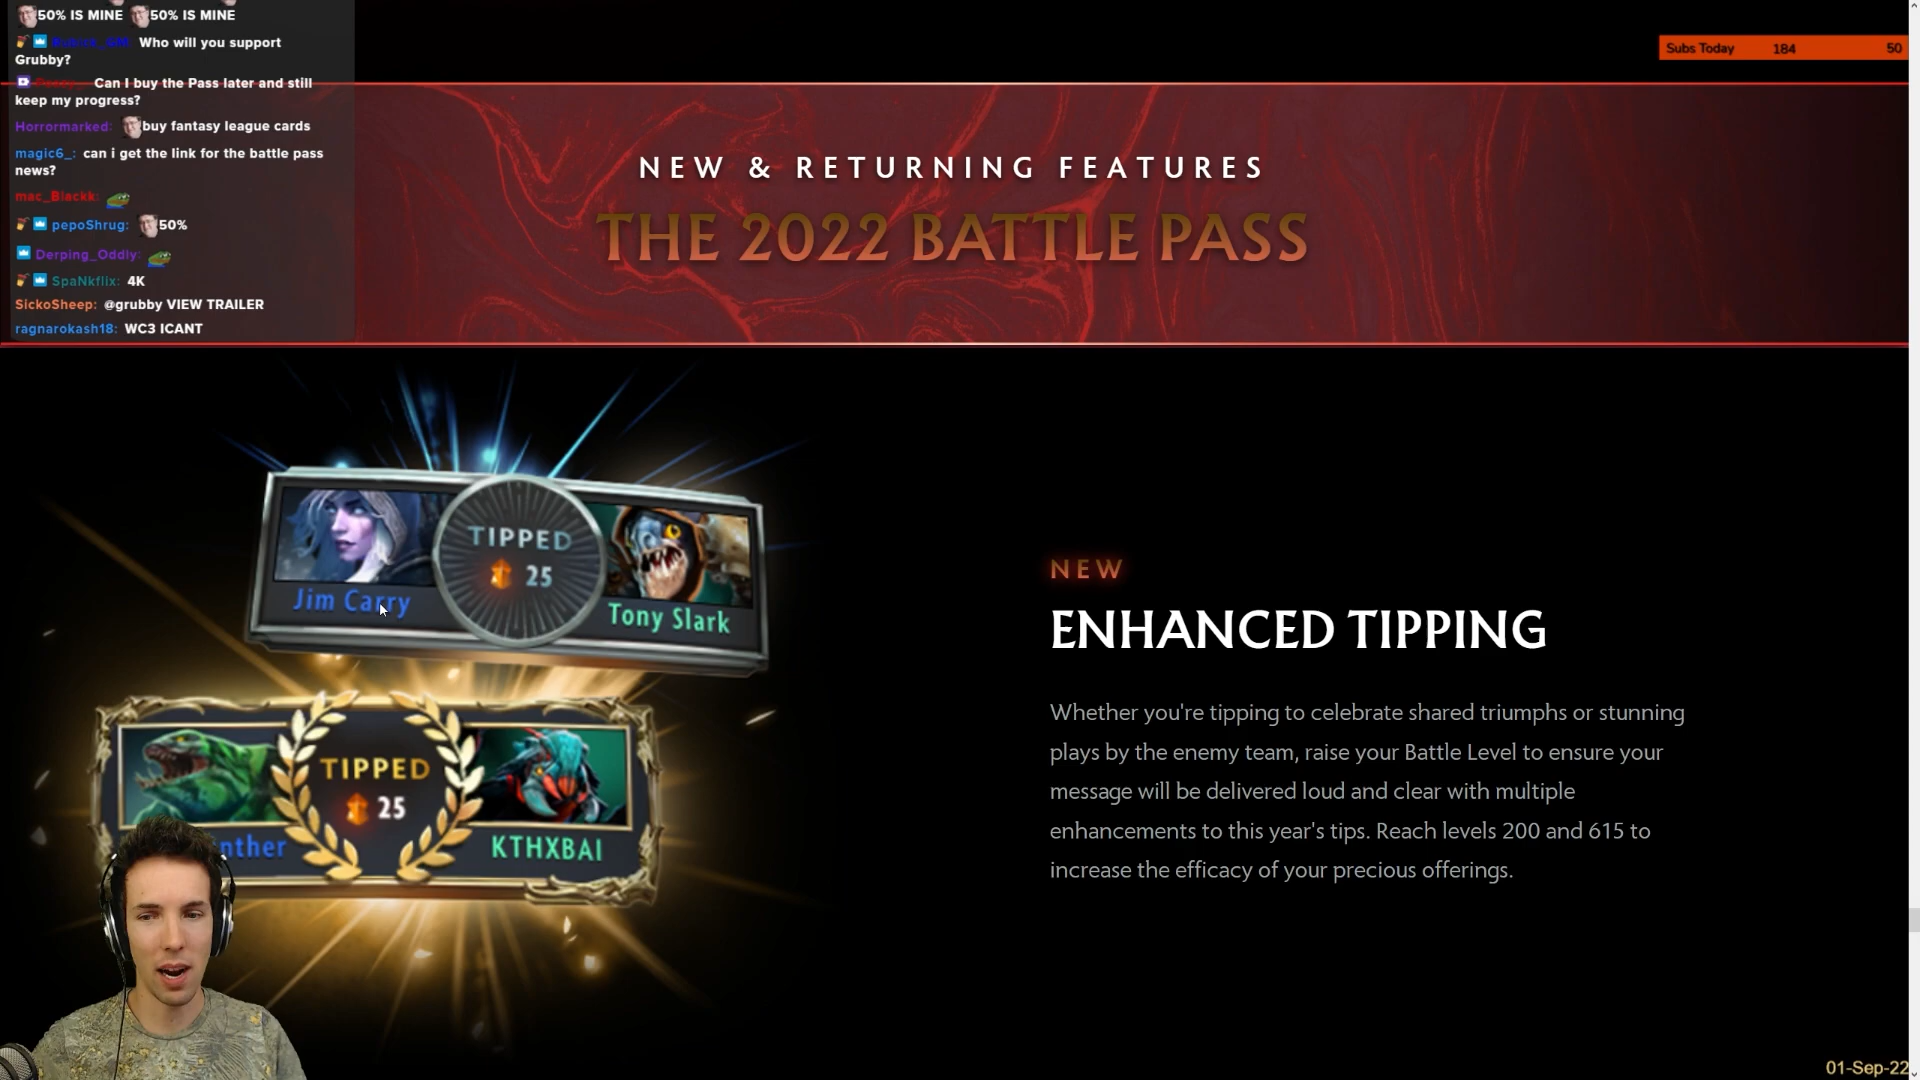 50% IS MINE 50% IS MINE
Who will you support
Grubby?
Can I buy the Pass later and still
keep my progress?
Horrormarked: buy fantasy league cards
magic6_: can i get the link for the battle pass
news?
mac_Blackk:
pepoShrug: 50%
Derping_Oddly:
SpaNkflix: 4K
SickoSheep: @grubby VIEW TRAILER
ragnarokash18: WC3 ICANT
Subs Today 184 50
NEW & RETURNING FEATURES
THE 2022 BATTLE PASS
TIPPED
25
Jim Carry
Tony Slark
TIPPED
25
nther
KTHXBAI
NEW
ENHANCED TIPPING
Whether you're tipping to celebrate shared triumphs or stunning
plays by the enemy team, raise your Battle Level to ensure your
message will be delivered loud and clear with multiple
enhancements to this year's tips. Reach levels 200 and 615 to
increase the efficacy of your precious offerings.
01-Sep-22